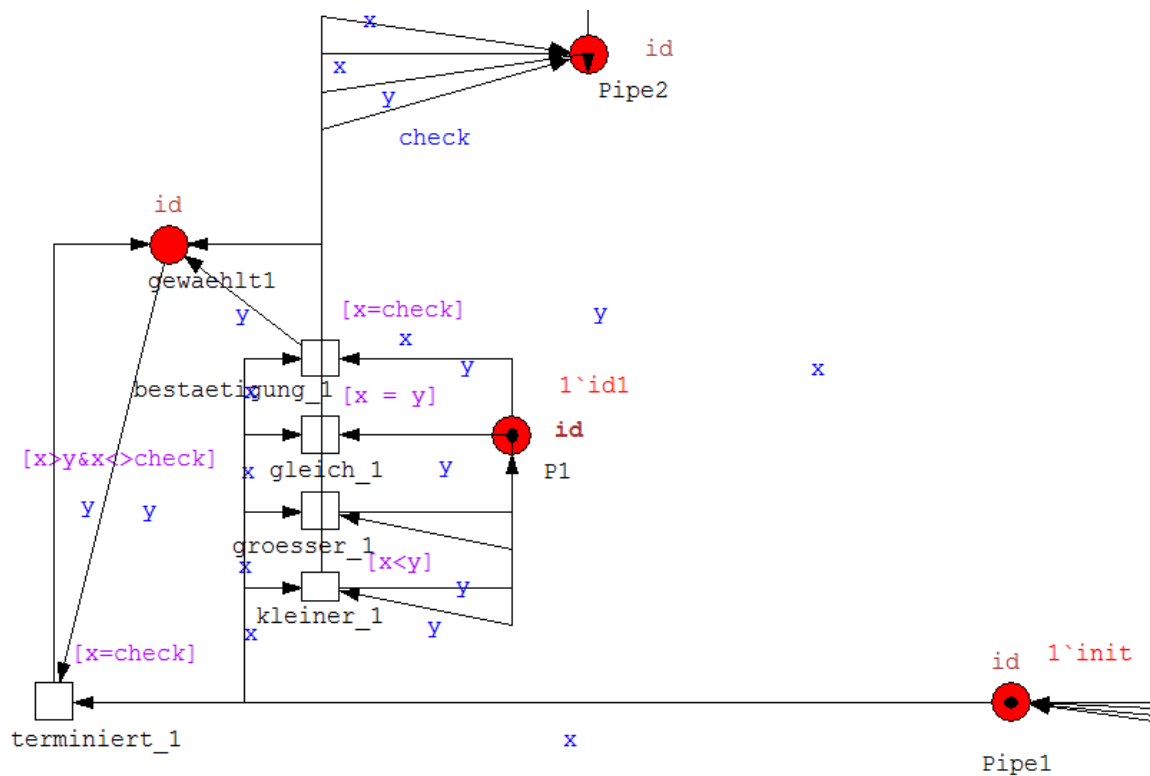 x
id
x
Pipe2
y
check
id
gewaehlt1
[x=check]
y
y
x
y
x
1`id1
bestaetigung_1
x
[x = y]
id
[x>y&x<>check]
gleich_1
y
x
P1
y
y
groesser_1
[x<y]
x
y
kleiner_1
y
x
[x=check]
id
1`init
terminiert_1
x
Pipe1